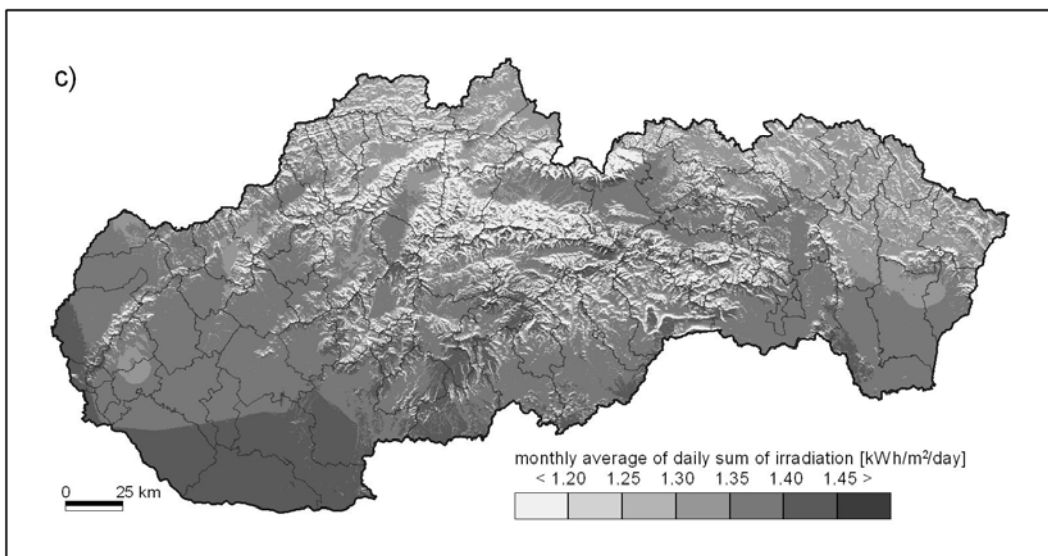 c)
monthly average of daily sum of irradiation [kWh/m²/day]
< 1.20 1.25 1.30 1.35 1.40 1.45 >
0 25 km